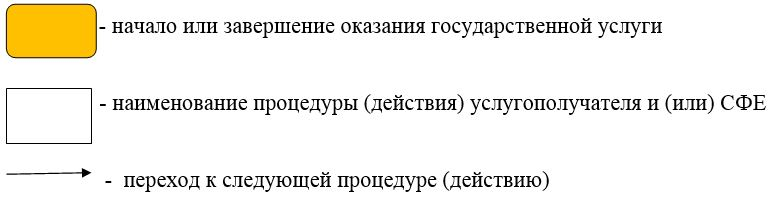 - начало или завершение оказания государственной услуги
- наименование процедуры (действия) услугополучателя и (или) СФЕ
- переход к следующей процедуре (действию)